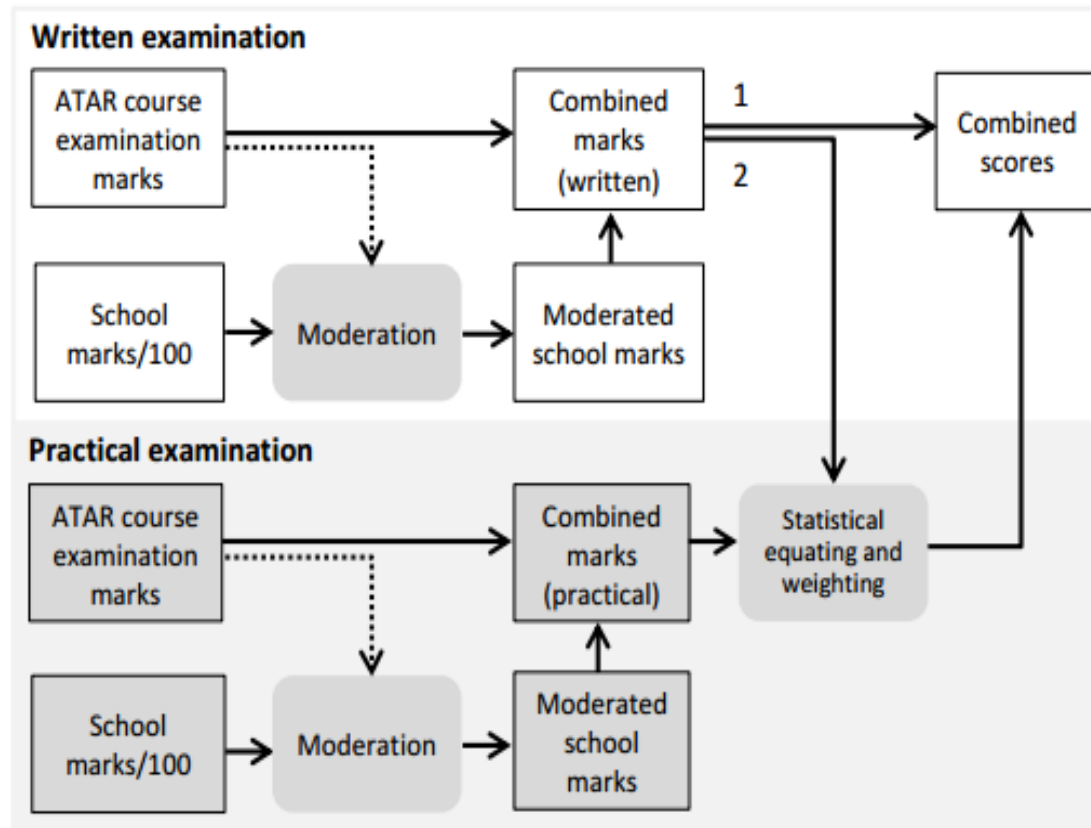 Written examination
ATAR course
examination
marks
Combined
marks
(written)
1
2
Combined
scores
School
marks/100
Moderation
Moderated
school marks
Practical examination
ATAR course
examination
marks
Combined
marks
(practical)
Statistical
equating and
weighting
School
marks/100
Moderation
Moderated
school
marks